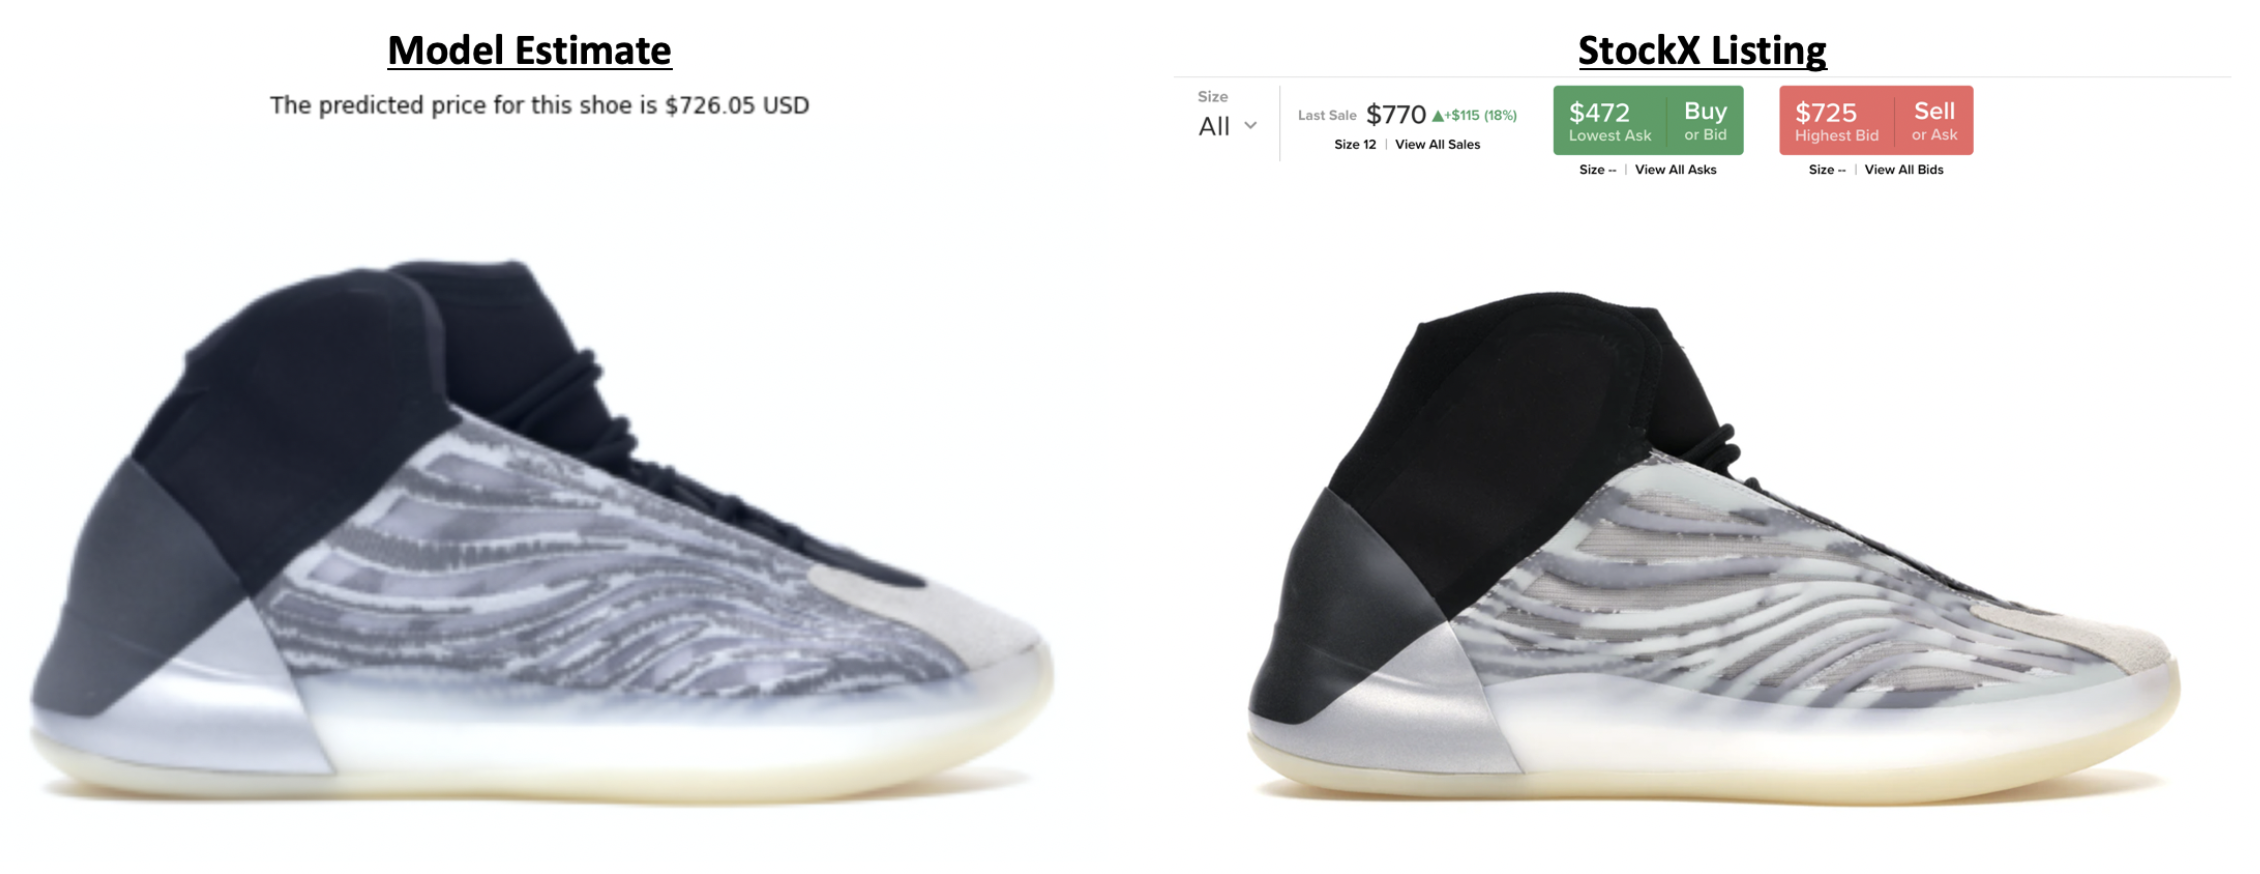 Model Estimate
The predicted price for this shoe is $726.05 USD
StockX Listing
Size
All
Last Sale $770 ▲+$115 (18%)
Size 12 | View All Sales
$472 Buy
Lowest Ask or Bid
Size -- | View All Asks
$725 Sell
Highest Bid or Ask
Size -- | View All Bids